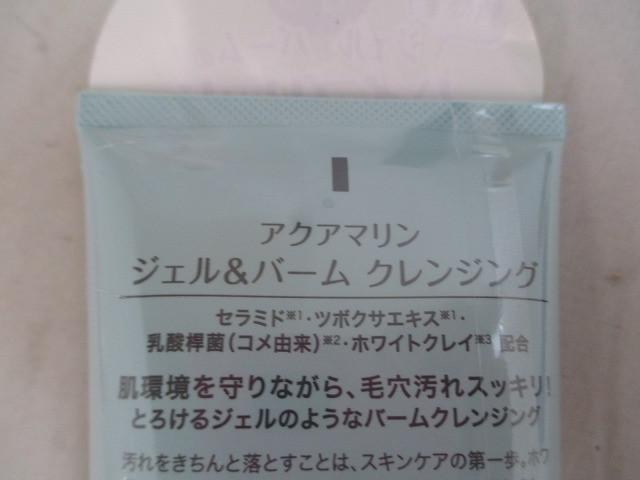 アクアマリン
ジェル&バーム クレンジング
セラミド※1・ツボクサエキス※1・
乳酸桿菌(コメ由来)※2・ホワイトクレイ※3配合
肌環境を守りながら、毛穴汚れスッキリ!
とろけるジェルのようなバームクレンジング
汚れをきちんと落とすことは、スキンケアの第一歩。ホワ